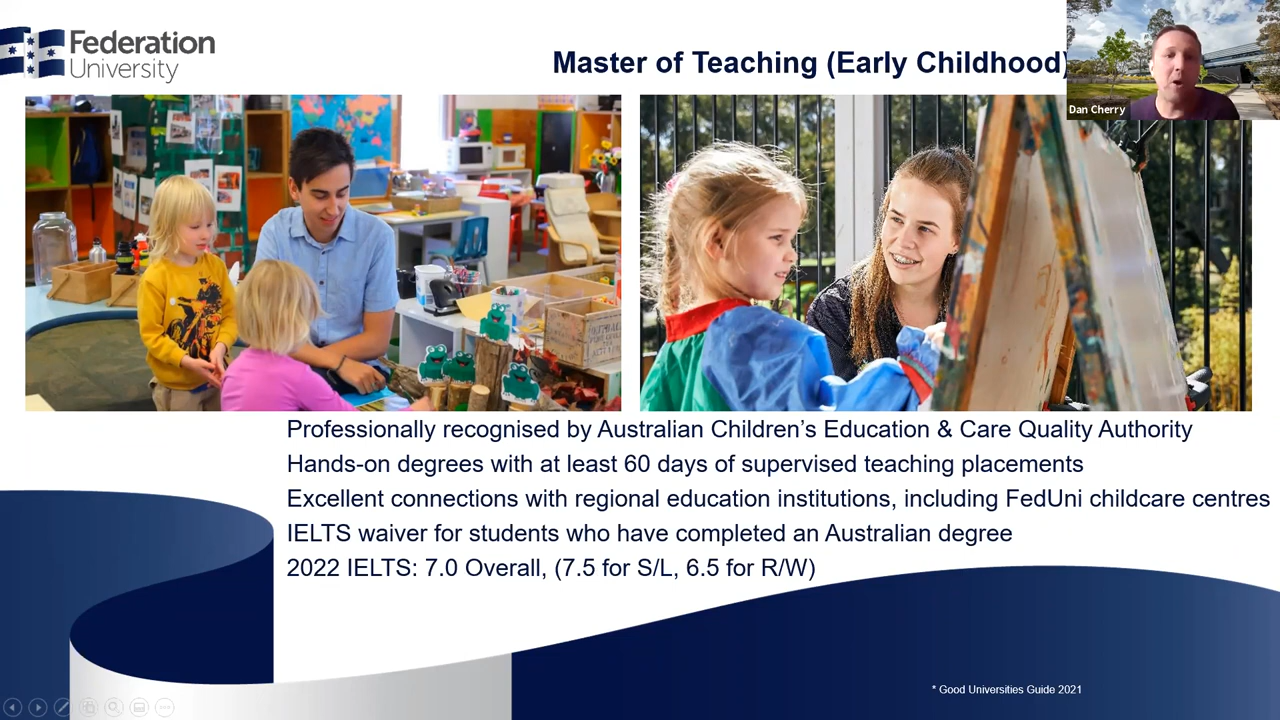 Federation
University
Master of Teaching (Early Childhood)
Dan Cherry
Professionally recognised by Australian Children's Education & Care Quality Authority
Hands-on degrees with at least 60 days of supervised teaching placements
Excellent connections with regional education institutions, including FedUni childcare centres
IELTS waiver for students who have completed an Australian degree
2022 IELTS: 7.0 Overall, (7.5 for S/L, 6.5 for R/W)
* Good Universities Guide 2021